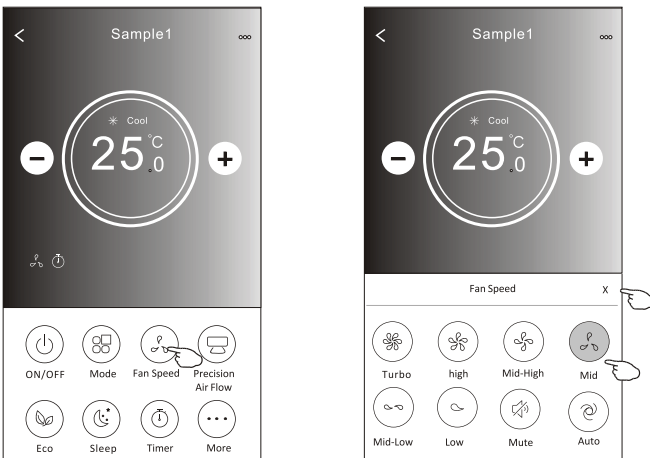 Sample1
Cool
25.0°C
ON/OFF
Mode
Fan Speed
Precision
Air Flow
Eco
Sleep
Timer
More
Sample1
Cool
25.0°C
Fan Speed X
Turbo
high
Mid-High
Mid
Mid-Low
Low
Mute
Auto